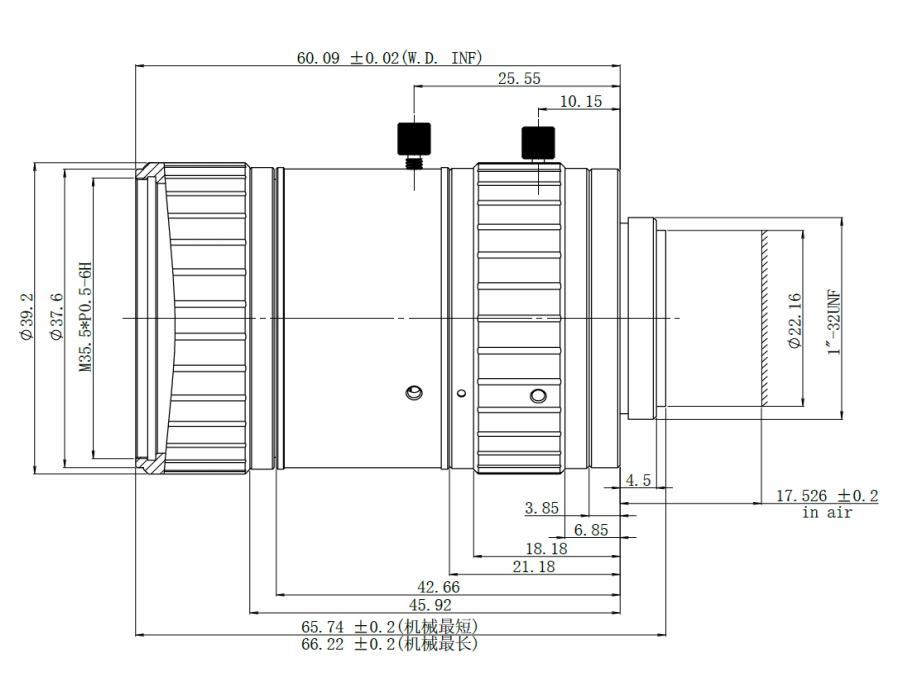 60.09 ±0.02(W.D. INF)
25.55
10.15
Φ39.2
Φ37.6
M35.5*P0.5-6H
Φ22.16
1"-32UNF
4.5
17.526 ±0.2
in air
3.85
6.85
18.18
21.18
42.66
45.92
65.74 ±0.2(机械最短)
66.22 ±0.2(机械最长)